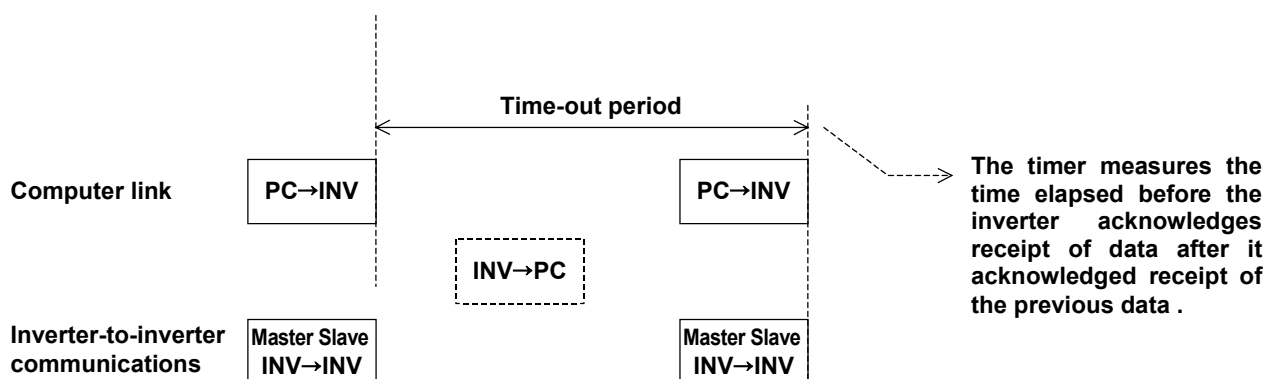 Time-out period
Computer link
PC→INV
PC→INV
The timer measures the
time elapsed before the
inverter acknowledges
receipt of data after it
acknowledged receipt of
the previous data .
INV→PC
Inverter-to-inverter
communications
Master Slave
INV→INV
Master Slave
INV→INV